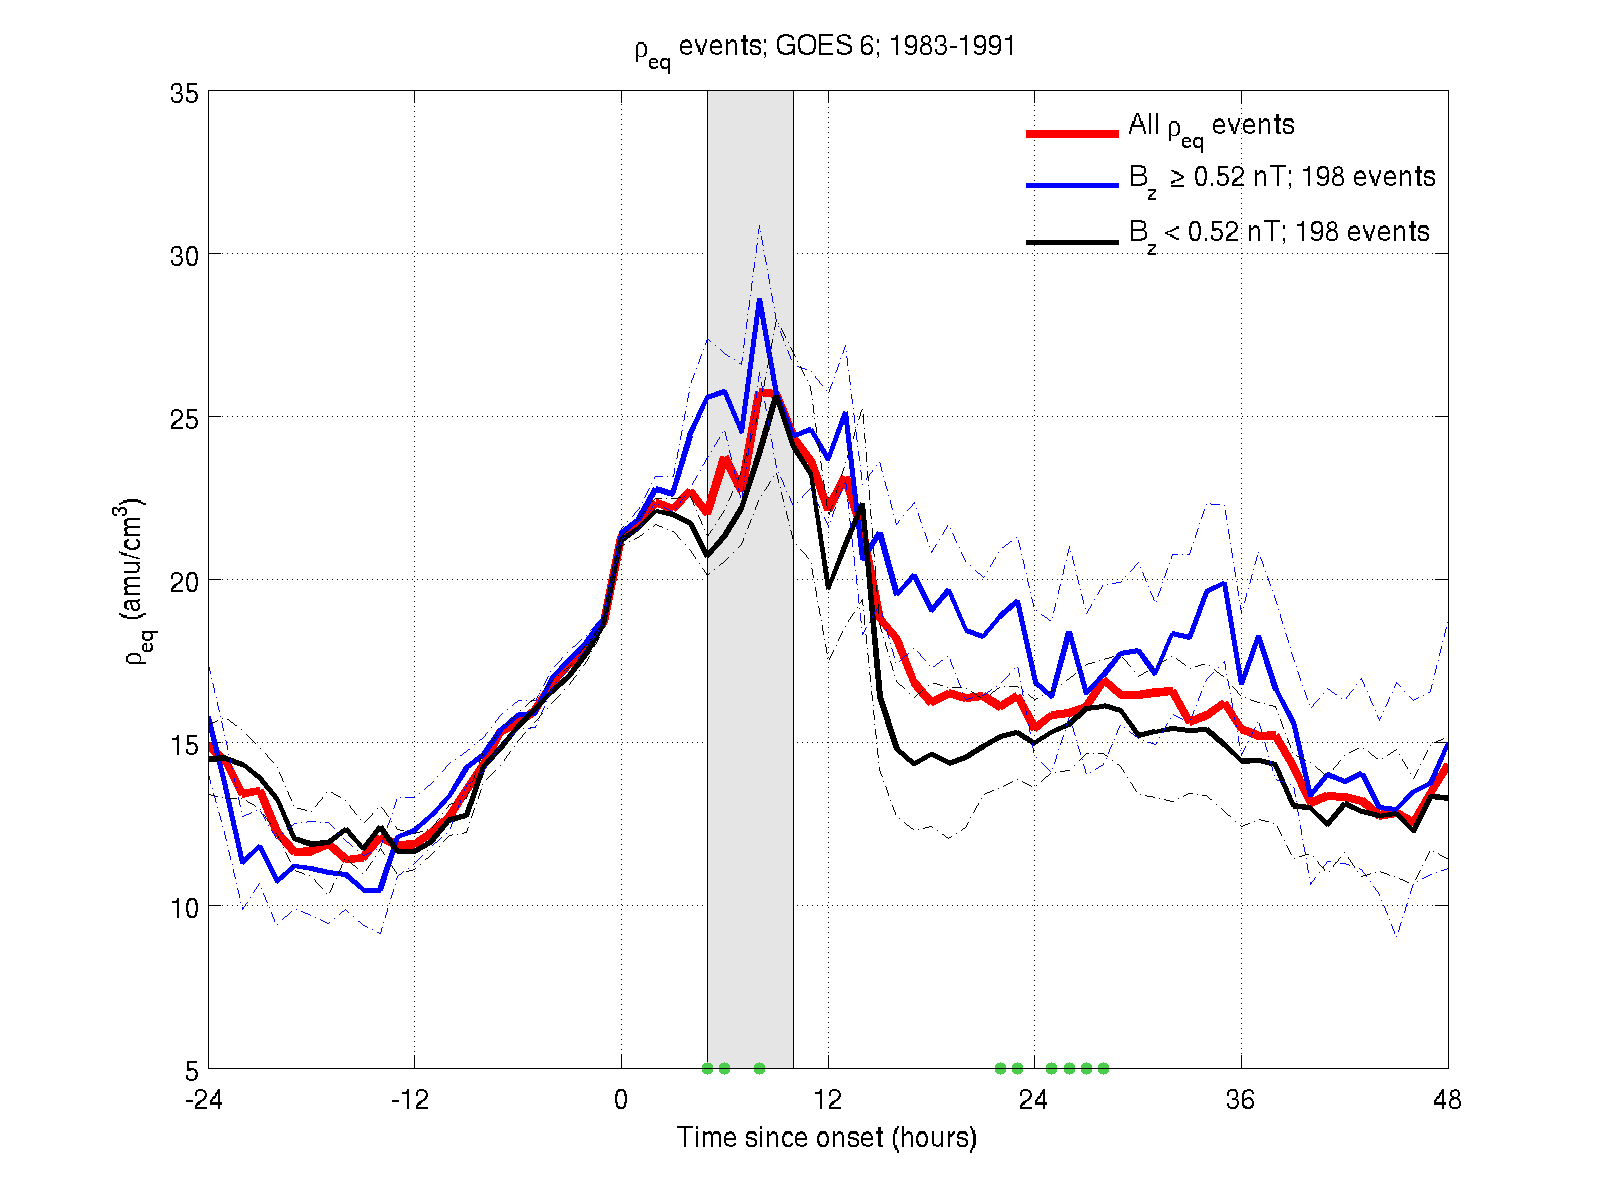 ρeq events; GOES 6; 1983-1991
35
30
25
20
15
10
5
ρeq (amu/cm³)
All ρeq events
Bz ≥ 0.52 nT; 198 events
Bz < 0.52 nT; 198 events
-24 -12 0 12 24 36 48
Time since onset (hours)